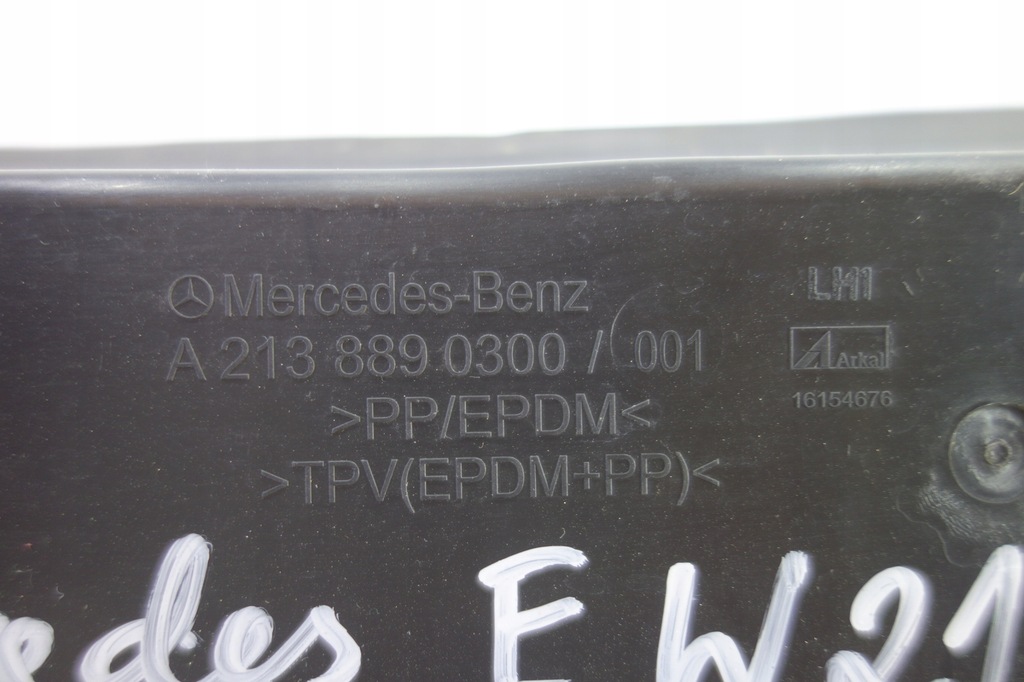 Mercedes-Benz
A 213 889 0300 / 001
>PP/EPDM<
>TPV(EPDM+PP)<
LH1
Arkal
16154676
edes E W21